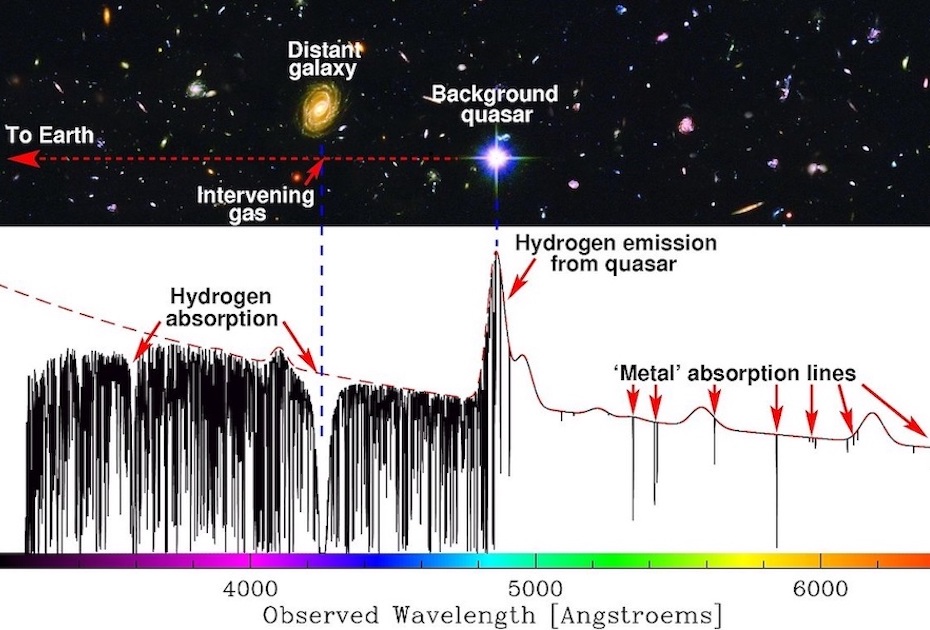 Distant
galaxy
Background
quasar
To Earth
Intervening
gas
Hydrogen emission
from quasar
Hydrogen
absorption
‘Metal’ absorption lines
4000 5000 6000
Observed Wavelength [Angstroems]